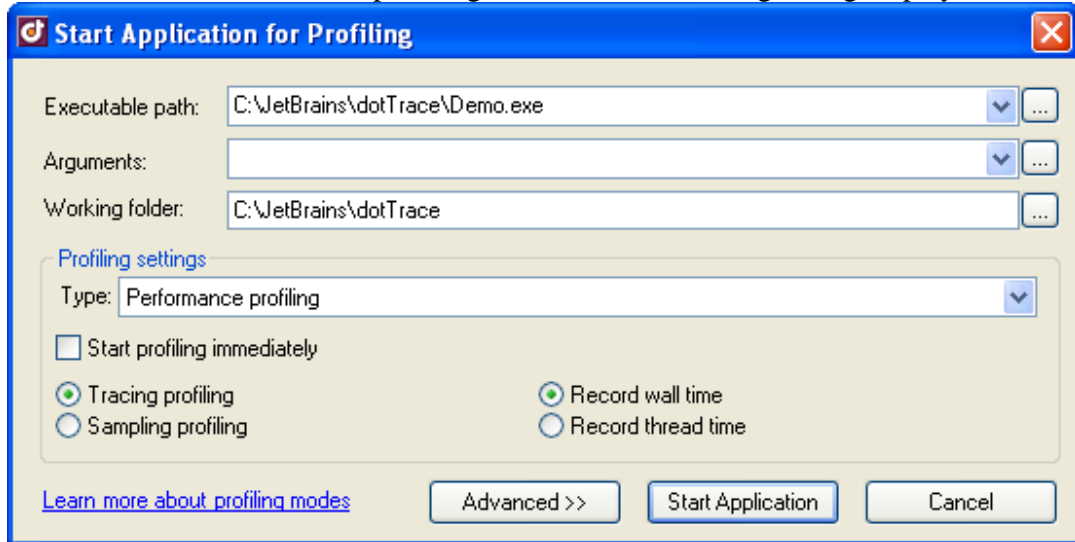 Start Application for Profiling
Executable path: C:\JetBrains\dotTrace\Demo.exe ...
Arguments: ...
Working folder: C:\JetBrains\dotTrace ...
Profiling settings
Type: Performance profiling
Start profiling immediately
Tracing profiling Record wall time
Sampling profiling Record thread time
Learn more about profiling modes Advanced >> Start Application Cancel